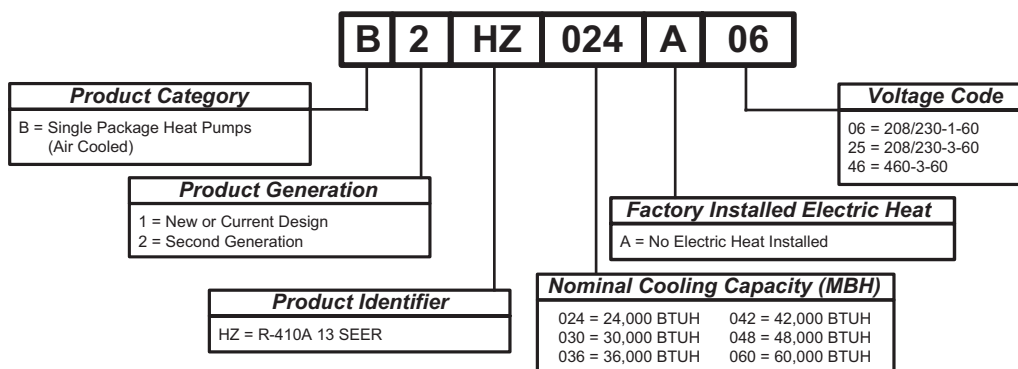 B 2 HZ 024 A 06
Product Category
B = Single Package Heat Pumps
(Air Cooled)
Product Generation
1 = New or Current Design
2 = Second Generation
Product Identifier
HZ = R-410A 13 SEER
Voltage Code
06 = 208/230-1-60
25 = 208/230-3-60
46 = 460-3-60
Factory Installed Electric Heat
A = No Electric Heat Installed
Nominal Cooling Capacity (MBH)
024 = 24,000 BTUH 042 = 42,000 BTUH
030 = 30,000 BTUH 048 = 48,000 BTUH
036 = 36,000 BTUH 060 = 60,000 BTUH